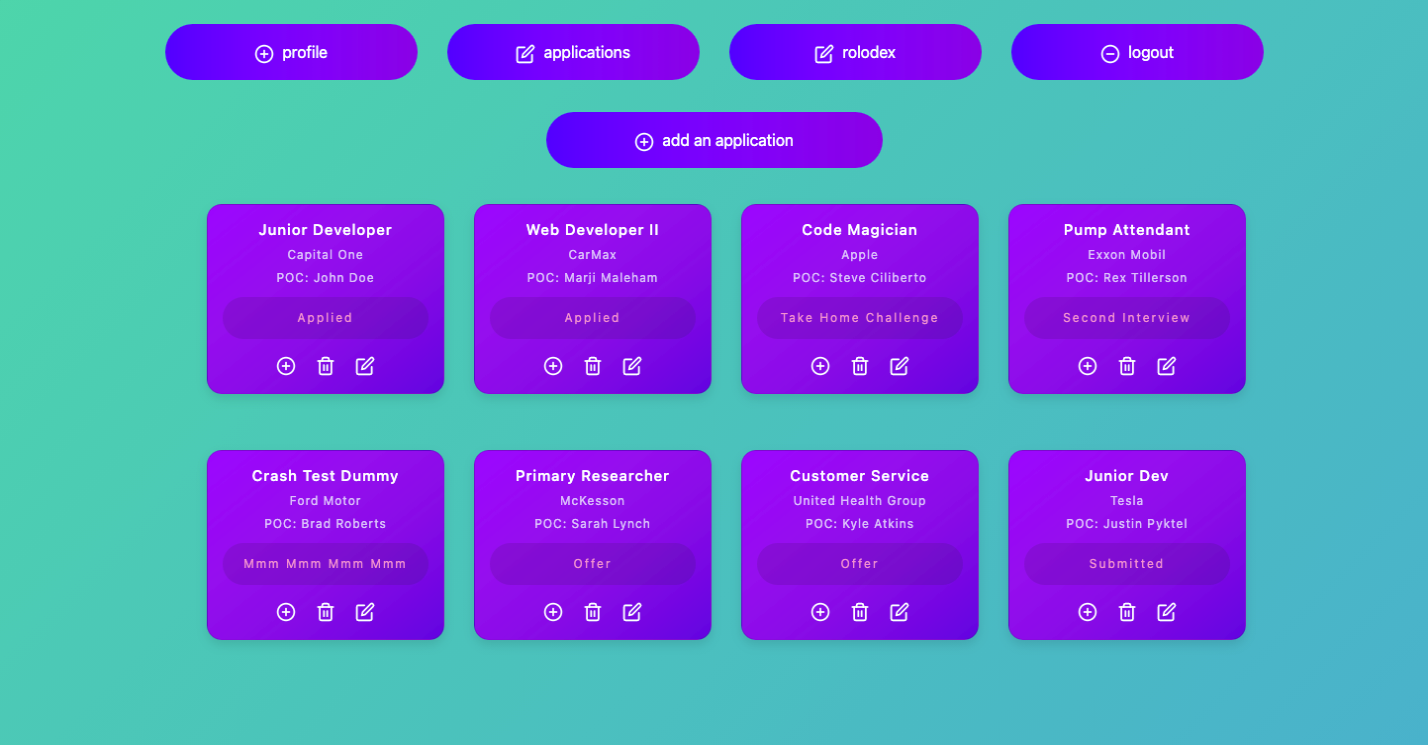 profile
applications
rolodex
logout
add an application
Junior Developer
Capital One
POC: John Doe
Applied
Web Developer II
CarMax
POC: Marji Maleham
Applied
Code Magician
Apple
POC: Steve Ciliberto
Take Home Challenge
Pump Attendant
Exxon Mobil
POC: Rex Tillerson
Second Interview
Crash Test Dummy
Ford Motor
POC: Brad Roberts
Mmm Mmm Mmm Mmm
Primary Researcher
McKesson
POC: Sarah Lynch
Offer
Customer Service
United Health Group
POC: Kyle Atkins
Offer
Junior Dev
Tesla
POC: Justin Pyktel
Submitted